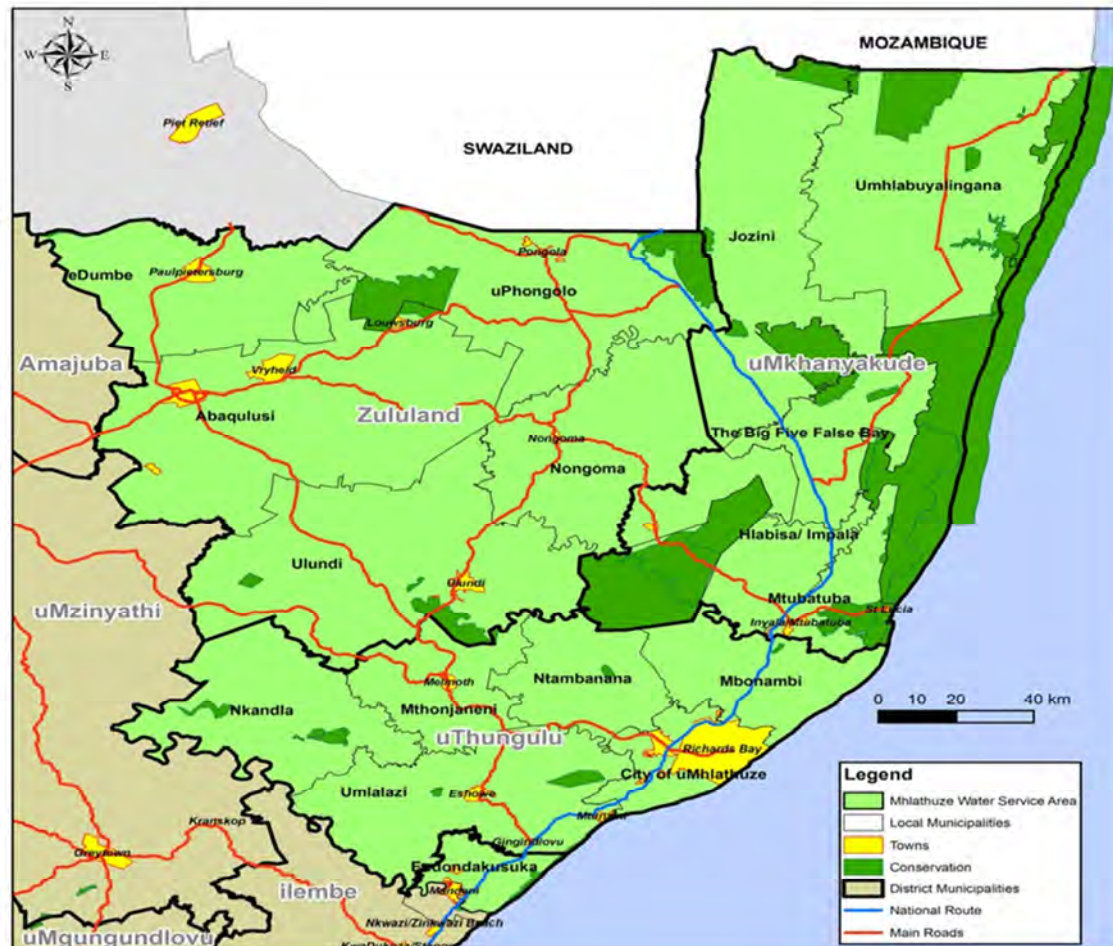 N
W
E
S
MOZAMBIQUE
Piet Retief
SWAZILAND
Umhlabuyalingana
Jozini
Pongola
eDumbe
Paulpietersburg
uPhongolo
Louwsburg
Amajuba
uMkhanyakude
Vryheid
Abaqulusi
Zululand
The Big Five False Bay
Nongoma
Nongoma
Hlabisa/ Impala
Ulundi
Ulundi
Mtubatuba
St Lucia
Inyala/Mtubatuba
uMzinyathi
Melmoth
Ntambanana
Mbonambi
Nkandla
Mthonjaneni
uThungulu
Richards Bay
City of uMhlathuze
Umlalazi
Eshowe
Mtunzini
Kranskop
Gingindlovu
Greytown
Endondakusuka
ilembe
Mandeni
Nkwazi/Zinkwazi Beach
uMgungundlovu
0 10 20 40 km
Legend
Mhlathuze Water Service Area
Local Municipalities
Towns
Conservation
District Municipalities
National Route
Main Roads